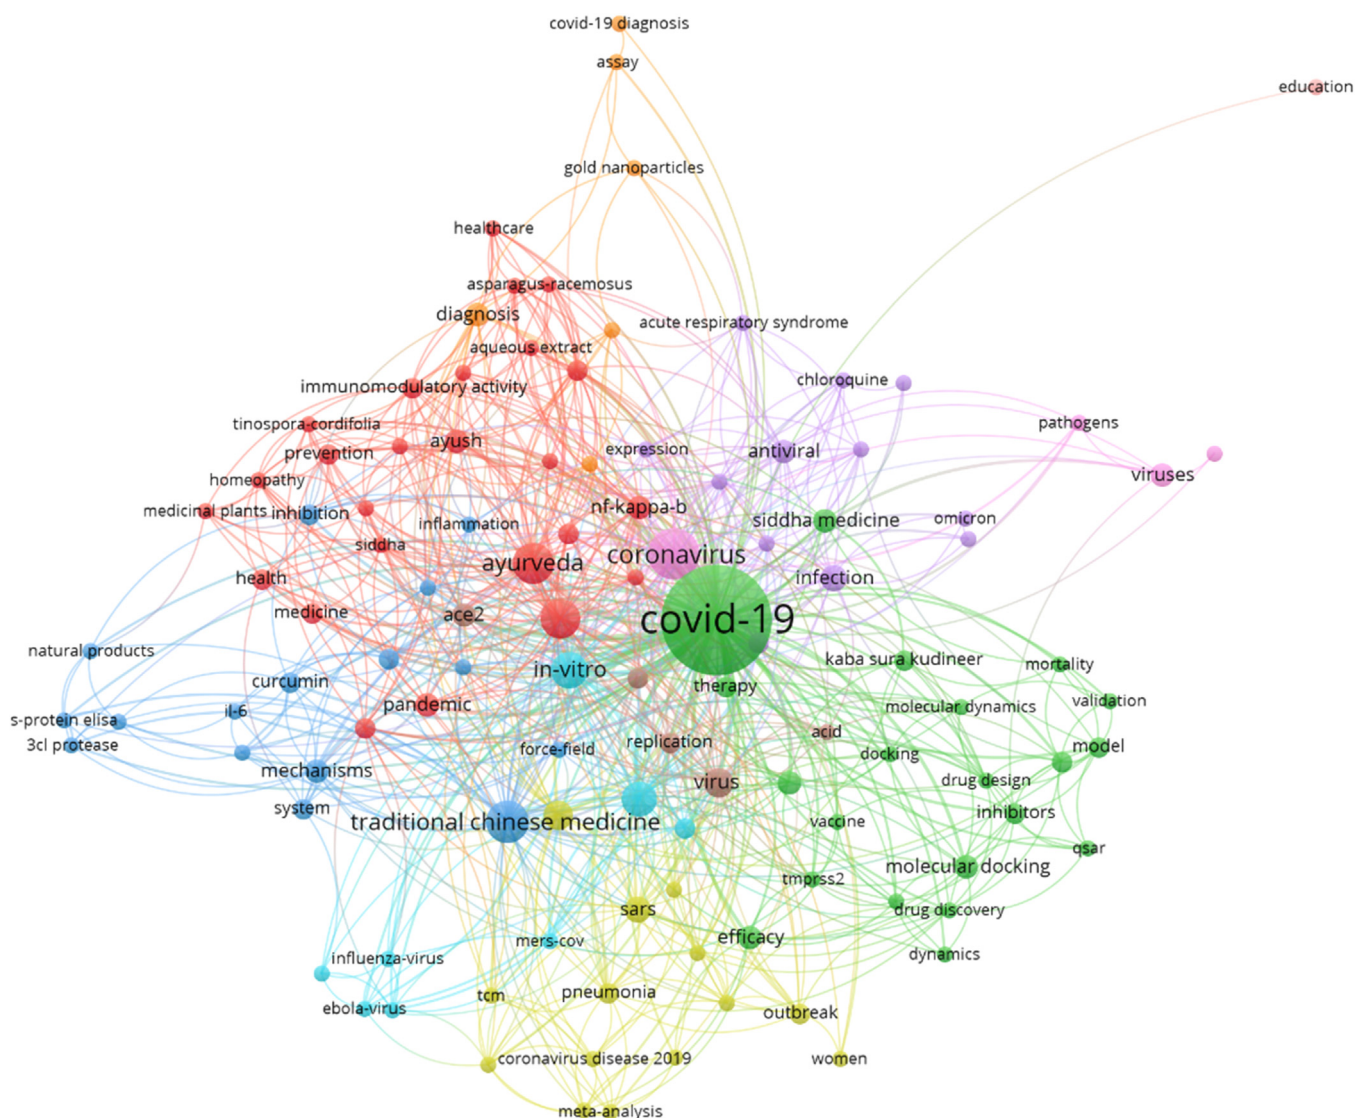 covid-19 diagnosis
assay
education
gold nanoparticles
healthcare
asparagus-racemosus
diagnosis
acute respiratory syndrome
aqueous extract
chloroquine
immunomodulatory activity
tinospora-cordifolia
pathogens
ayush
expression
antiviral
prevention
viruses
homeopathy
nf-kappa-b
medicinal plants
inhibition
inflammation
siddha medicine
omicron
siddha
coronavirus
ayurveda
health
infection
medicine
ace2
covid-19
natural products
kaba sura kudineer
mortality
in-vitro
curcumin
therapy
validation
pandemic
molecular dynamics
il-6
s-protein elisa
acid
3cl protease
force-field
replication
docking
model
mechanisms
virus
drug design
system
inhibitors
traditional chinese medicine
vaccine
qsar
molecular docking
tmprss2
sars
drug discovery
efficacy
mers-cov
dynamics
influenza-virus
tcm
pneumonia
ebola-virus
outbreak
coronavirus disease 2019
women
meta-analysis